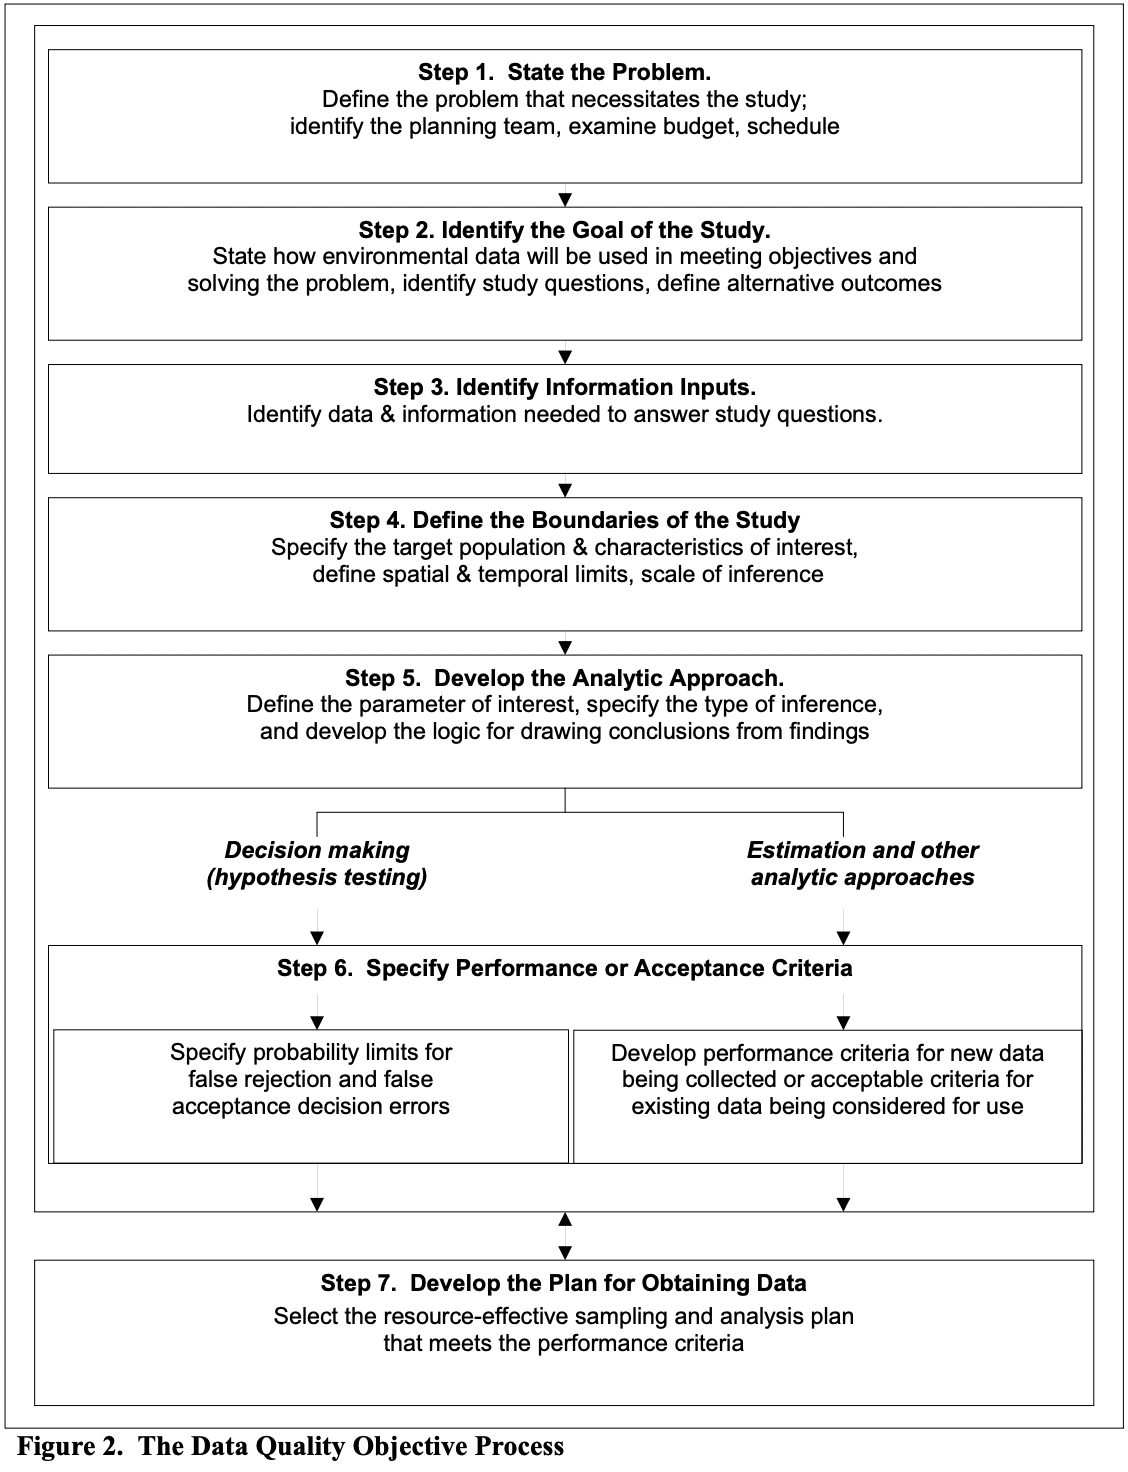 Step 1.  State the Problem.
Define the problem that necessitates the study;
identify the planning team, examine budget, schedule
Step 2. Identify the Goal of the Study.
State how environmental data will be used in meeting objectives and
solving the problem, identify study questions, define alternative outcomes
Step 3. Identify Information Inputs.
Identify data & information needed to answer study questions.
Step 4. Define the Boundaries of the Study
Specify the target population & characteristics of interest,
define spatial & temporal limits, scale of inference
Step 5.  Develop the Analytic Approach.
Define the parameter of interest, specify the type of inference,
and develop the logic for drawing conclusions from findings
Decision making
(hypothesis testing)
Estimation and other
analytic approaches
Step 6.  Specify Performance or Acceptance Criteria
Specify probability limits for
false rejection and false
acceptance decision errors
Develop performance criteria for new data
being collected or acceptable criteria for
existing data being considered for use
Step 7.  Develop the Plan for Obtaining Data
Select the resource-effective sampling and analysis plan
that meets the performance criteria
Figure 2.  The Data Quality Objective Process